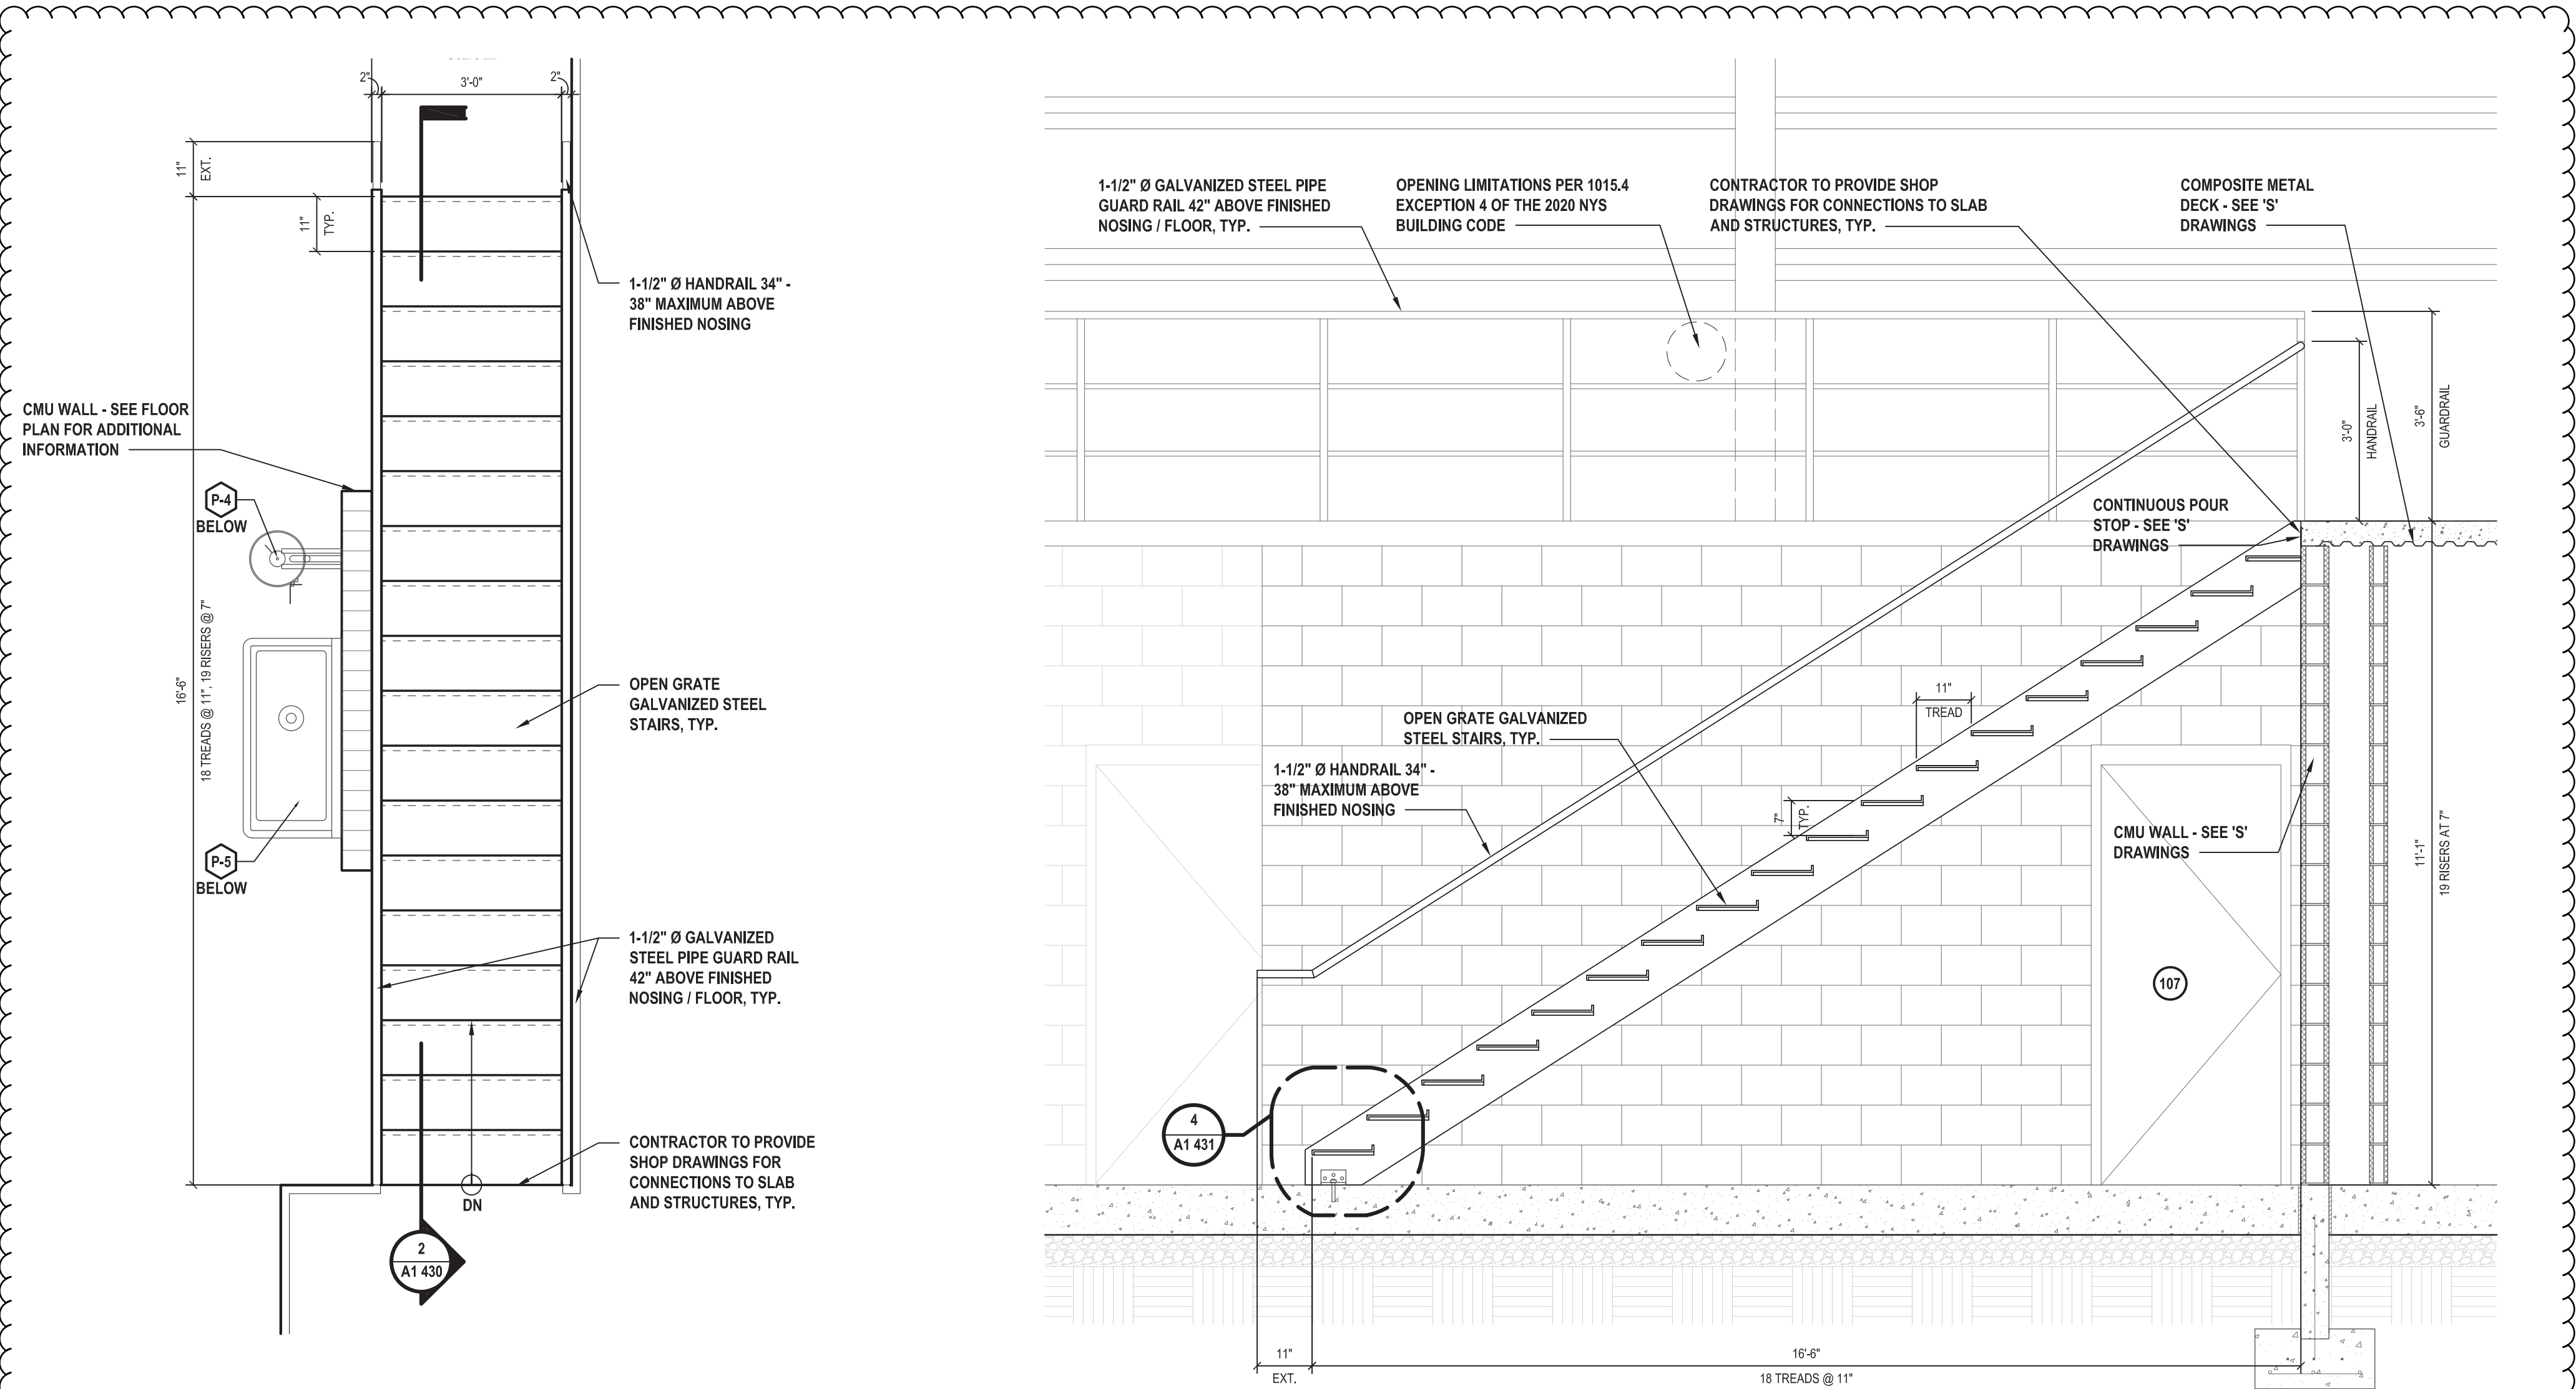 2"
3'-0"
2"
11"
EXT.
11"
TYP.
1-1/2" Ø HANDRAIL 34" -
38" MAXIMUM ABOVE
FINISHED NOSING
CMU WALL - SEE FLOOR
PLAN FOR ADDITIONAL
INFORMATION
P-4
BELOW
16'-6"
18 TREADS @ 11", 19 RISERS @ 7"
OPEN GRATE
GALVANIZED STEEL
STAIRS, TYP.
P-5
BELOW
1-1/2" Ø GALVANIZED
STEEL PIPE GUARD RAIL
42" ABOVE FINISHED
NOSING / FLOOR, TYP.
CONTRACTOR TO PROVIDE
SHOP DRAWINGS FOR
CONNECTIONS TO SLAB
AND STRUCTURES, TYP.
DN
2
A1 430
1-1/2" Ø GALVANIZED STEEL PIPE
GUARD RAIL 42" ABOVE FINISHED
NOSING / FLOOR, TYP.
OPENING LIMITATIONS PER 1015.4
EXCEPTION 4 OF THE 2020 NYS
BUILDING CODE
CONTRACTOR TO PROVIDE SHOP
DRAWINGS FOR CONNECTIONS TO SLAB
AND STRUCTURES, TYP.
COMPOSITE METAL
DECK - SEE 'S'
DRAWINGS
3'-0"
HANDRAIL
3'-6"
GUARDRAIL
CONTINUOUS POUR
STOP - SEE 'S'
DRAWINGS
11"
TREAD
OPEN GRATE GALVANIZED
STEEL STAIRS, TYP.
1-1/2" Ø HANDRAIL 34" -
38" MAXIMUM ABOVE
FINISHED NOSING
7"
TYP.
CMU WALL - SEE 'S'
DRAWINGS
11'-1"
19 RISERS AT 7"
107
4
A1 431
11"
EXT.
16'-6"
18 TREADS @ 11"